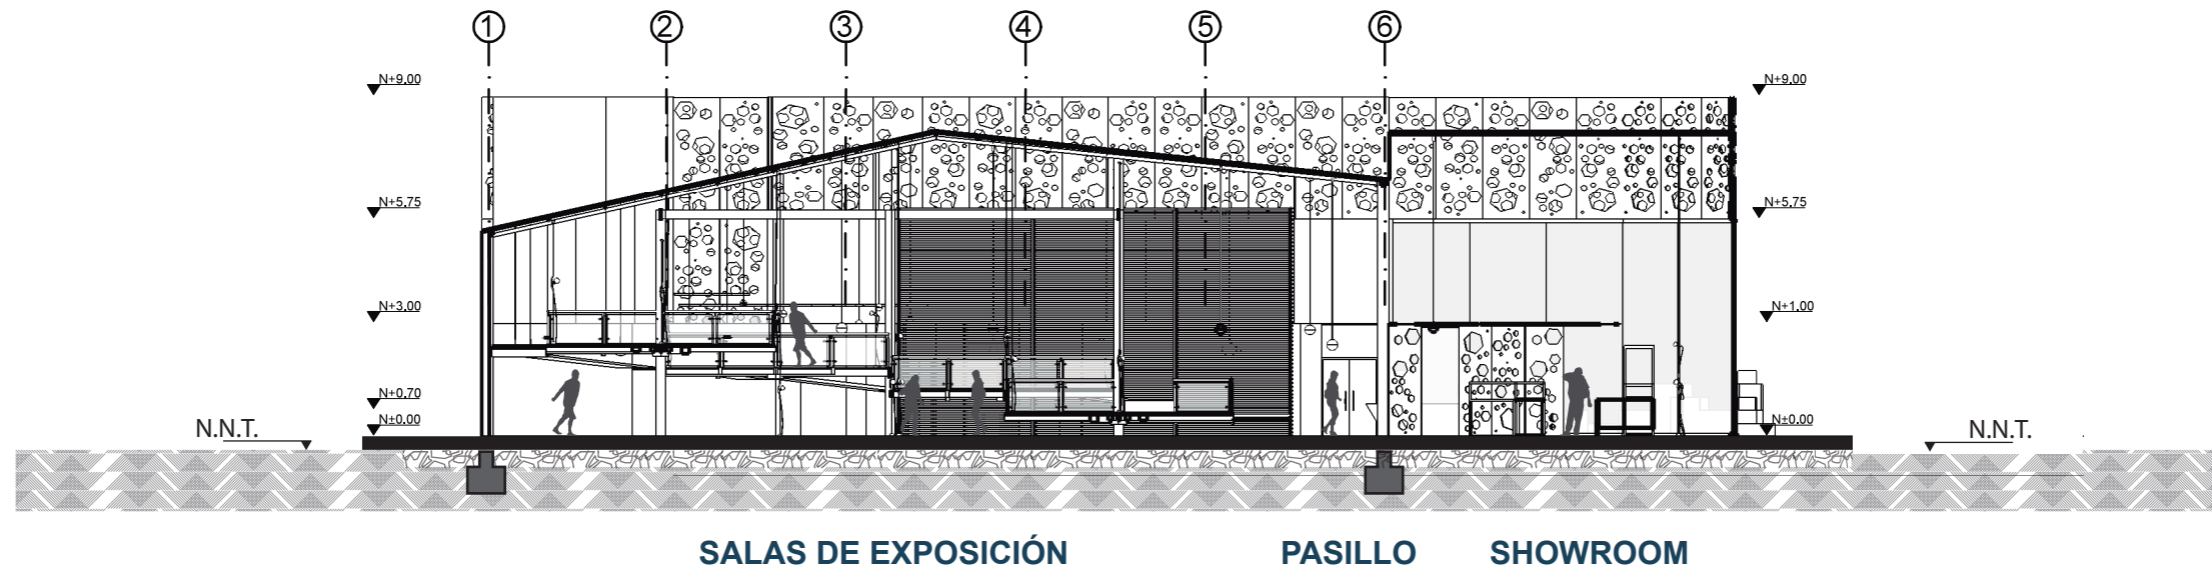 1 2 3 4 5 6
N+9.00 N+9.00
N+5.75 N+5.75
N+3.00 N+1.00
N+0.70
N±0.00 N±0.00
N.N.T. N.N.T.
SALAS DE EXPOSICIÓN PASILLO SHOWROOM